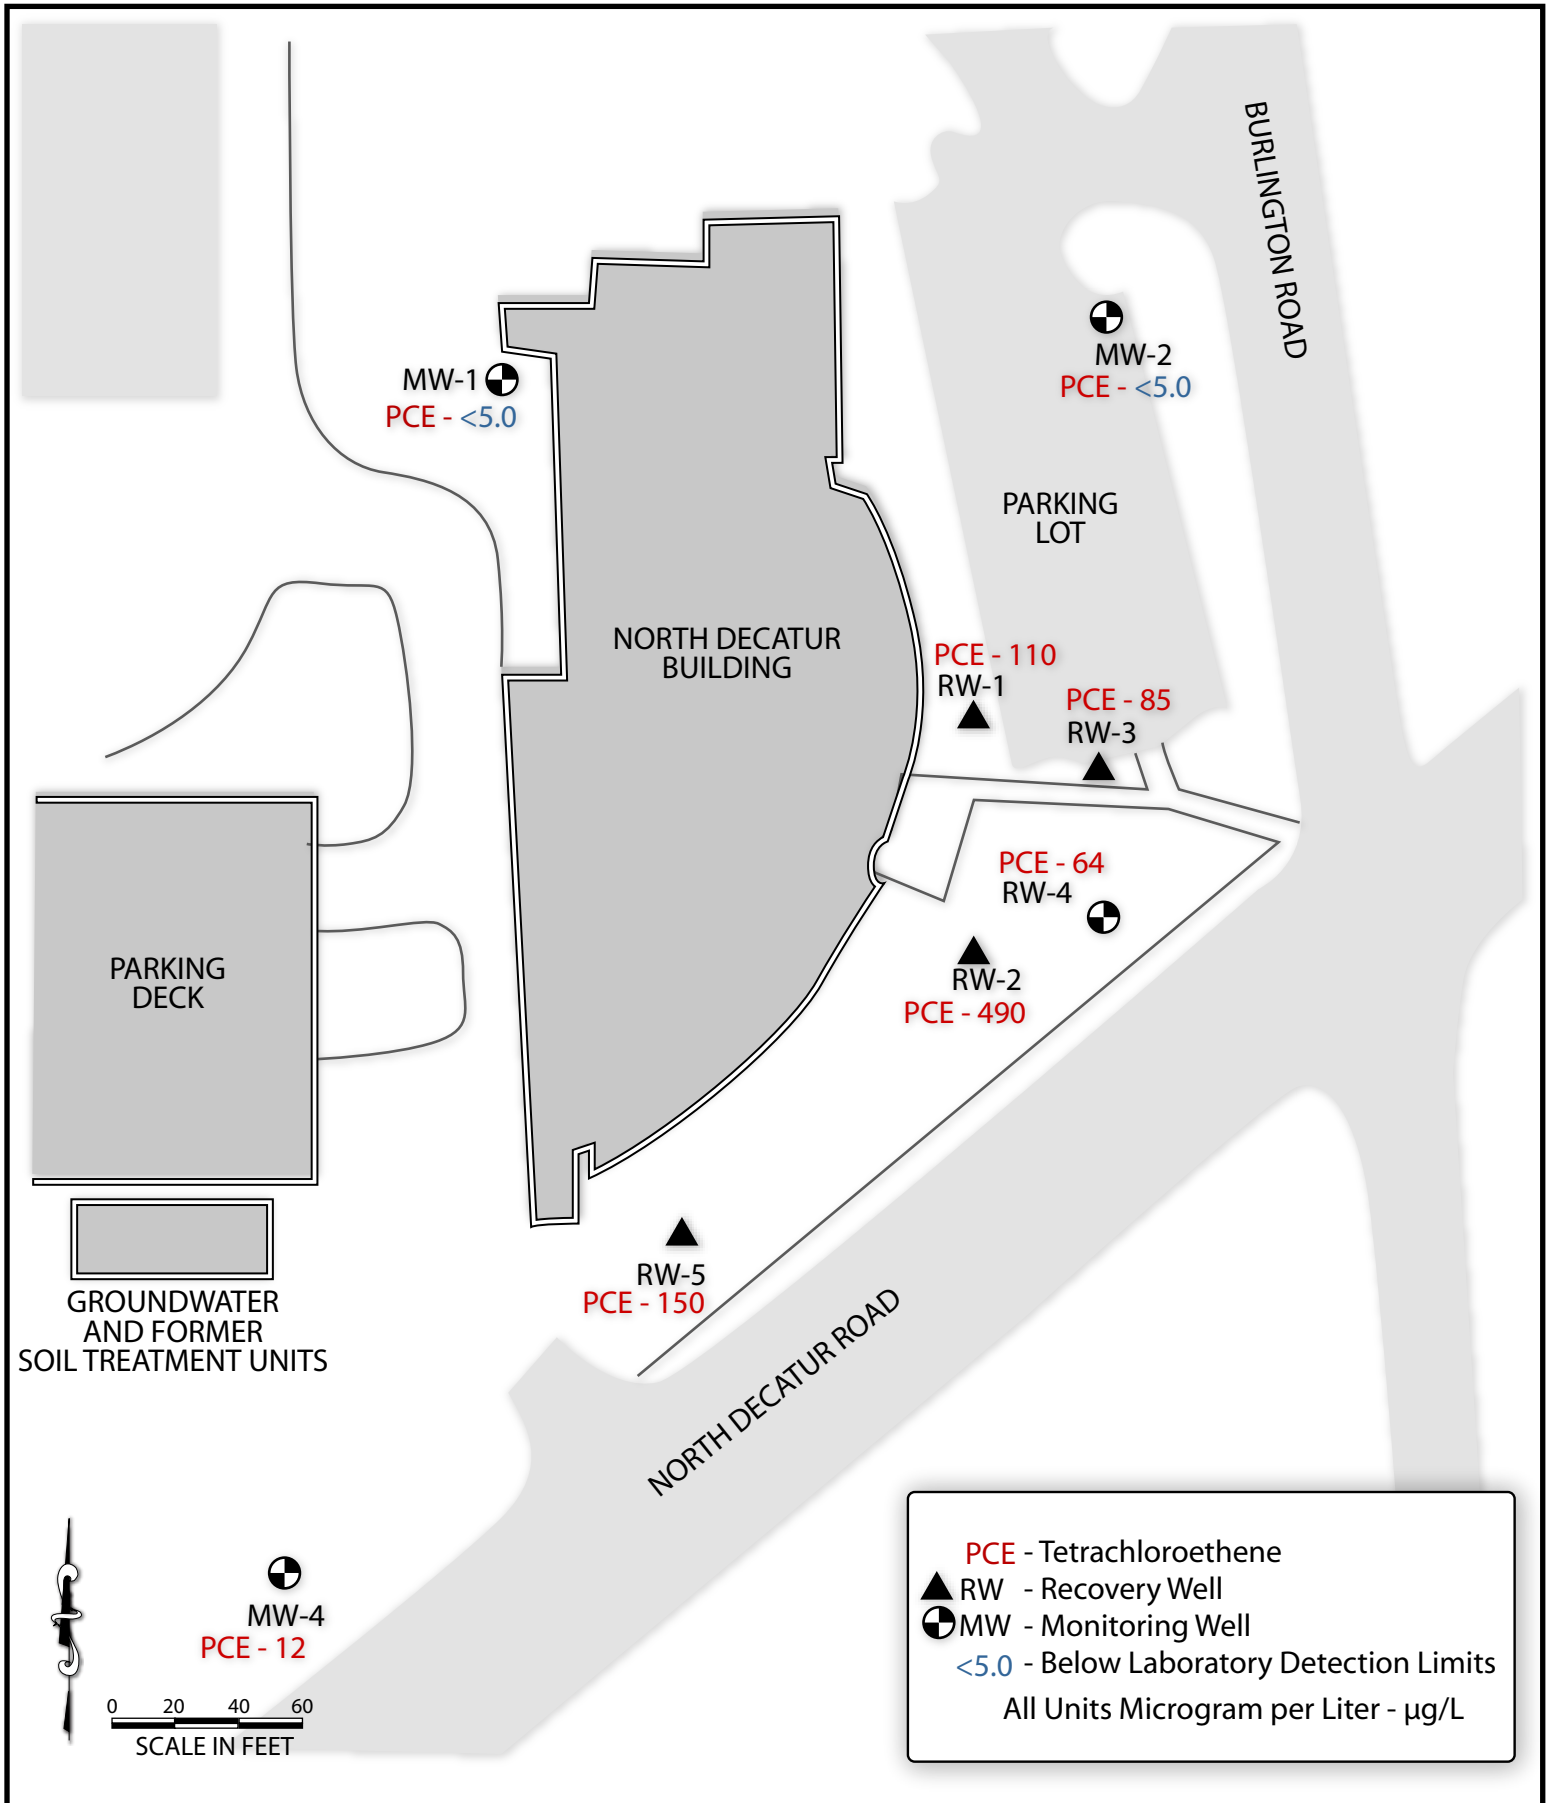 BURLINGTON ROAD
MW-2
PCE - <5.0
MW-1
PCE - <5.0
PARKING
LOT
NORTH DECATUR
BUILDING
PCE - 110
RW-1
PCE - 85
RW-3
PCE - 64
RW-4
RW-2
PCE - 490
PARKING
DECK
RW-5
PCE - 150
GROUNDWATER
AND FORMER
SOIL TREATMENT UNITS
NORTH DECATUR ROAD
MW-4
PCE - 12
0 20 40 60
SCALE IN FEET
PCE - Tetrachloroethene
RW - Recovery Well
MW - Monitoring Well
<5.0 - Below Laboratory Detection Limits
All Units Microgram per Liter - µg/L